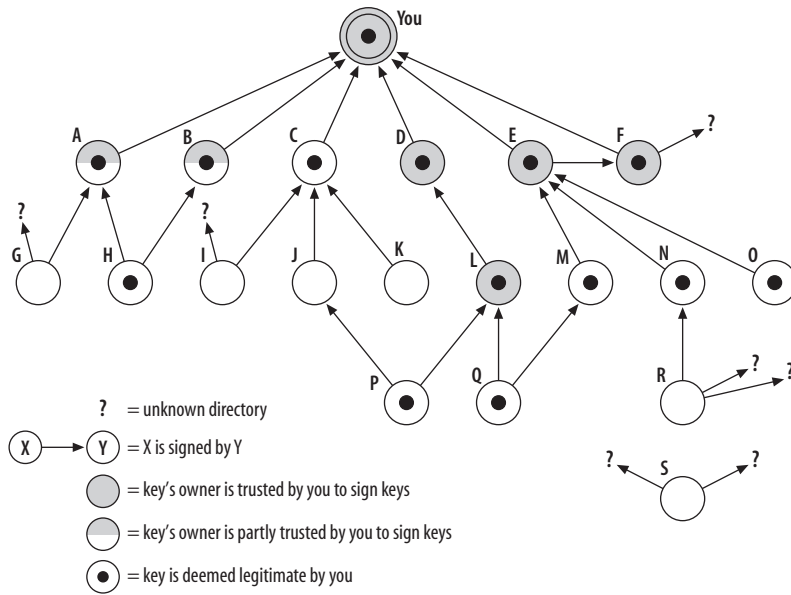 You
A B C D E F ?
? ?
G H I J K L M N O
P Q R ? ?
? = unknown directory
X Y = X is signed by Y
? S ?
= key's owner is trusted by you to sign keys
= key's owner is partly trusted by you to sign keys
= key is deemed legitimate by you